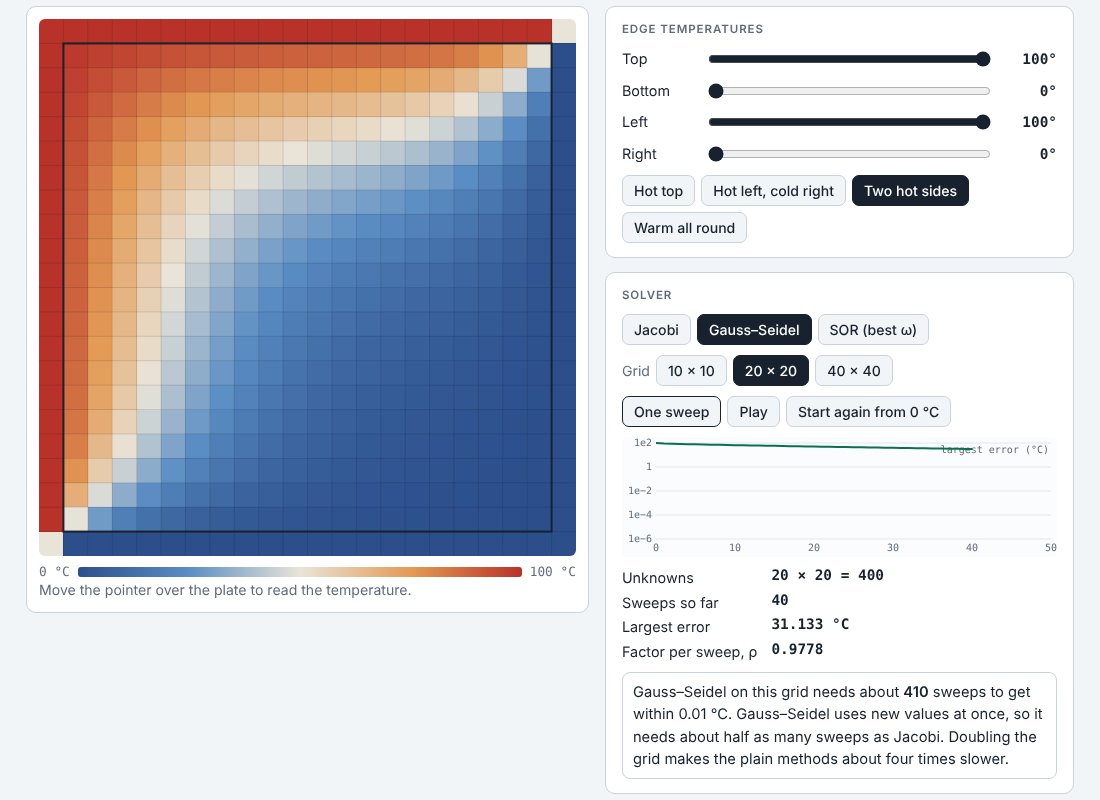 0 °C
100 °C
Move the pointer over the plate to read the temperature.
EDGE TEMPERATURES
Top 100°
Bottom 0°
Left 100°
Right 0°
Hot top Hot left, cold right Two hot sides
Warm all round
SOLVER
Jacobi Gauss–Seidel SOR (best ω)
Grid 10 × 10 20 × 20 40 × 40
One sweep Play Start again from 0 °C
1e2
largest error (°C)
1
1e−2
1e−4
1e−6
0 10 20 30 40 50
Unknowns 20 × 20 = 400
Sweeps so far 40
Largest error 31.133 °C
Factor per sweep, ρ 0.9778
Gauss–Seidel on this grid needs about 410 sweeps to get
within 0.01 °C. Gauss–Seidel uses new values at once, so it
needs about half as many sweeps as Jacobi. Doubling the
grid makes the plain methods about four times slower.